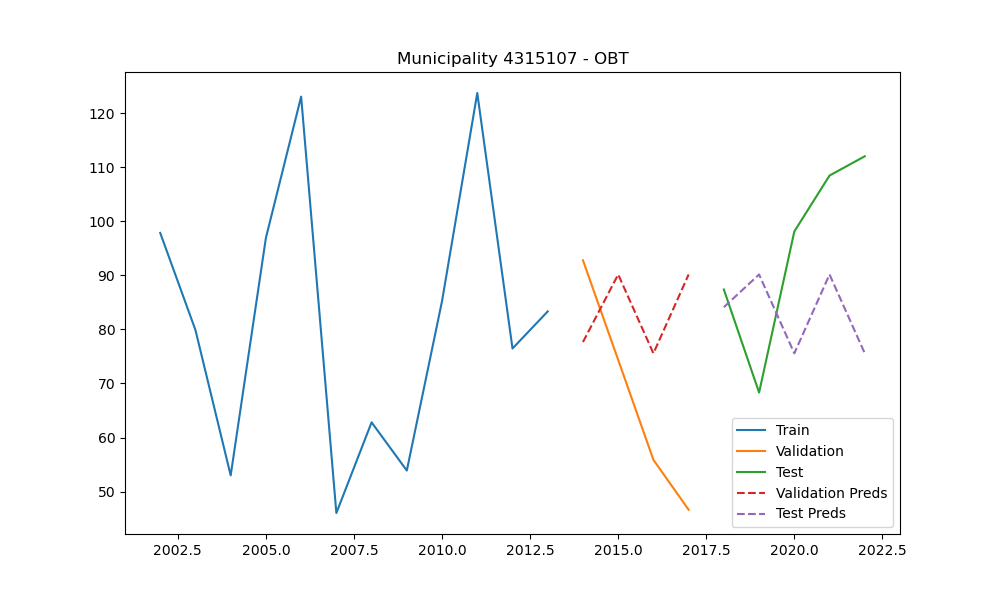 Municipality 4315107 - OBT
120
110
100
90
80
70
60
50
2002.5 2005.0 2007.5 2010.0 2012.5 2015.0 2017.5 2020.0 2022.5
Train
Validation
Test
Validation Preds
Test Preds